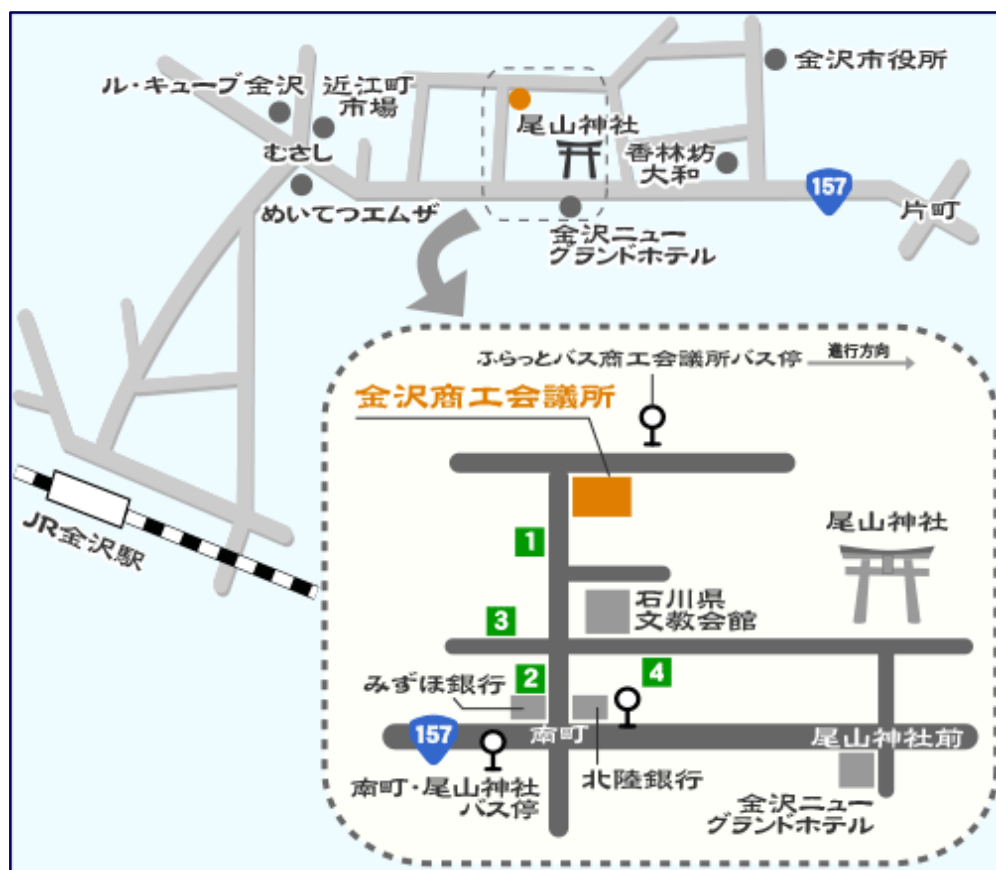 ル・キューブ金沢
近江町
市場
むさし
めいてつエムザ
尾山神社
金沢市役所
香林坊
大和
157
片町
金沢ニュー
グランドホテル
JR金沢駅
ふらっとバス商工会議所バス停
進行方向
金沢商工会議所
1
尾山神社
石川県
文教会館
3
みずほ銀行
2
4
157
南町
尾山神社前
南町・尾山神社
バス停
北陸銀行
金沢ニュー
グランドホテル